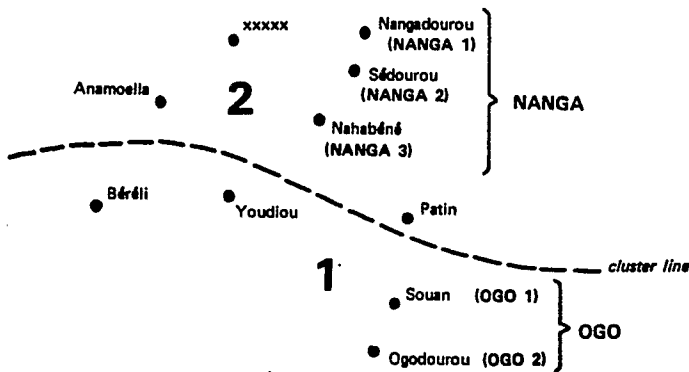 xxxxx
Nangadourou
(NANGA 1)
Sédourou
(NANGA 2)
Anamoella
2
NANGA
Nahabéné
(NANGA 3)
Béréli
Youdiou
Patin
1
cluster line
Souan (OGO 1)
OGO
Ogodourou (OGO 2)